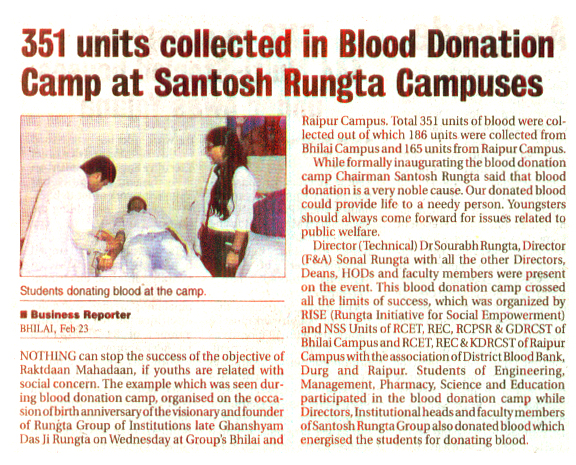 351 units collected in Blood Donation
Camp at Santosh Rungta Campuses
Students donating blood at the camp.
■ Business Reporter
BHILAI, Feb 23
NOTHING can stop the success of the objective of
Raktdaan Mahadaan, if youths are related with
social concern. The example which was seen dur-
ing blood donation camp, organised on the occa-
sion of birth anniversary of the visionary and founder
of Rungta Group of Institutions late Ghanshyam
Das Ji Rungta on Wednesday at Group's Bhilai and
Raipur Campus. Total 351 units of blood were col-
lected out of which 186 units were collected from
Bhilai Campus and 165 units from Raipur Campus.
While formally inaugurating the blood donation
camp Chairman Santosh Rungta said that blood
donation is a very noble cause. Our donated blood
could provide life to a needy person. Youngsters
should always come forward for issues related to
public welfare.
Director (Technical) Dr Sourabh Rungta, Director
(F&A) Sonal Rungta with all the other Directors,
Deans, HODs and faculty members were present
on the event. This blood donation camp crossed
all the limits of success, which was organized by
RISE (Rungta Initiative for Social Empowerment)
and NSS Units of RCET, REC, RCPSR & GDRCST of
Bhilai Campus and RCET, REC & KDRCST of Raipur
Campus with the association of District Blood Bank,
Durg and Raipur. Students of Engineering,
Management, Pharmacy, Science and Education
participated in the blood donation camp while
Directors, Institutional heads and faculty members
of Santosh Rungta Group also donated blood which
energised the students for donating blood.